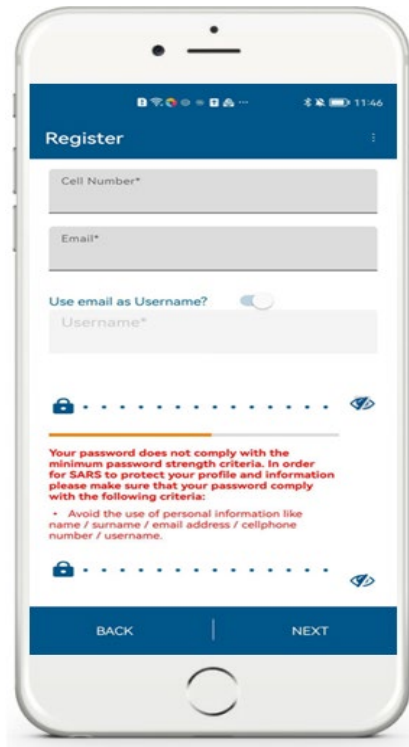 11:46
Register
Cell Number*
Email*
Use email as Username?
Username*
Your password does not comply with the
minimum password strength criteria. In order
for SARS to protect your profile and information
please make sure that your password comply
with the following criteria:
• Avoid the use of personal information like
name / surname / email address / cellphone
number / username.
BACK | NEXT